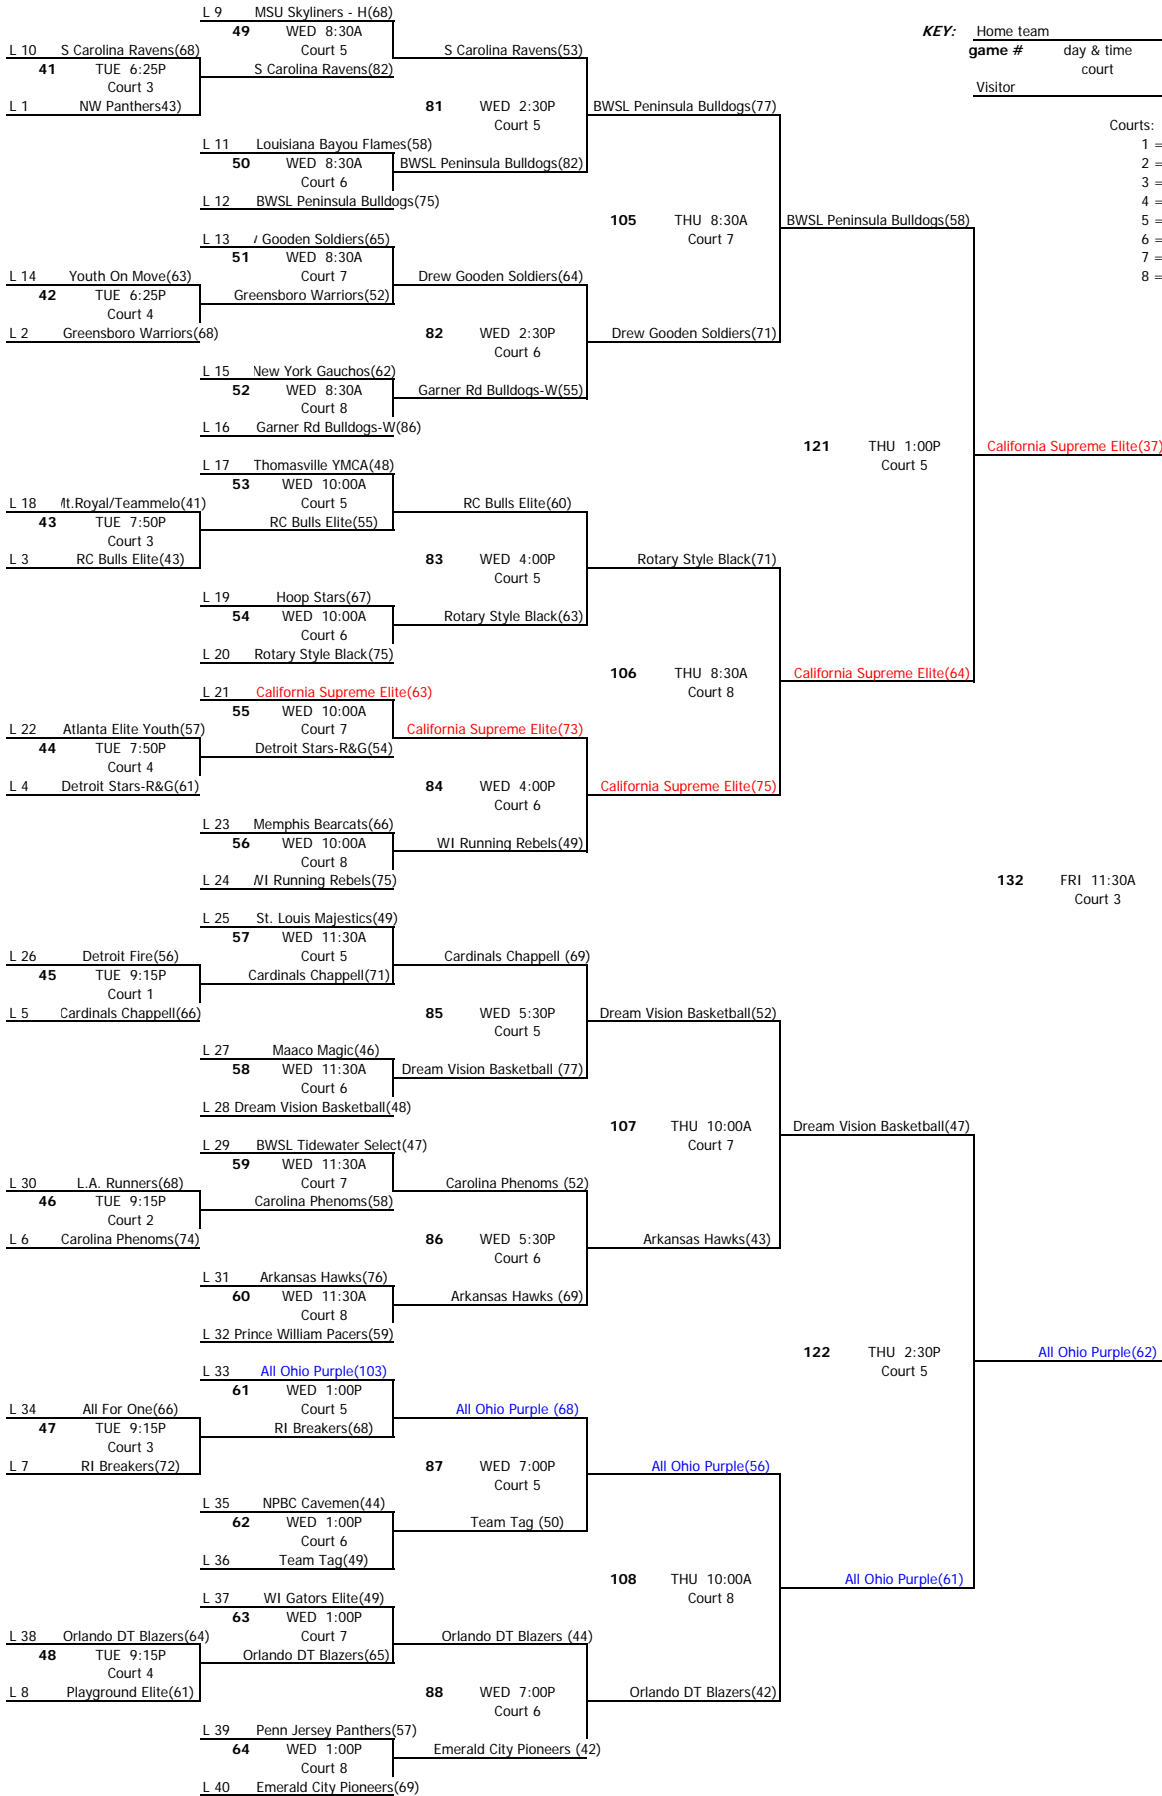 L 9 MSU Skyliners - H(68)
49 WED 8:30A
Court 5
KEY: Home team
game # day & time
court
Visitor
L 10 S Carolina Ravens(68)
41 TUE 6:25P
Court 3
L 1 NW Panthers43)
S Carolina Ravens(82)
S Carolina Ravens(53)
81 WED 2:30P
Court 5
BWSL Peninsula Bulldogs(77)
Courts:
1 =
2 =
3 =
4 =
5 =
6 =
7 =
8 =
L 11 Louisiana Bayou Flames(58)
50 WED 8:30A
Court 6
BWSL Peninsula Bulldogs(82)
L 12 BWSL Peninsula Bulldogs(75)
105 THU 8:30A
Court 7
BWSL Peninsula Bulldogs(58)
L 13 Gooden Soldiers(65)
51 WED 8:30A
Court 7
L 14 Youth On Move(63)
42 TUE 6:25P
Court 4
L 2 Greensboro Warriors(68)
Greensboro Warriors(52)
Drew Gooden Soldiers(64)
82 WED 2:30P
Court 6
Drew Gooden Soldiers(71)
L 15 New York Gauchos(62)
52 WED 8:30A
Court 8
Garner Rd Bulldogs-W(55)
L 16 Garner Rd Bulldogs-W(86)
121 THU 1:00P
Court 5
California Supreme Elite(37)
L 17 Thomasville YMCA(48)
53 WED 10:00A
Court 5
L 18 Mt.Royal/Teammelo(41)
43 TUE 7:50P
Court 3
L 3 RC Bulls Elite(43)
RC Bulls Elite(55)
RC Bulls Elite(60)
83 WED 4:00P
Court 5
Rotary Style Black(71)
L 19 Hoop Stars(67)
54 WED 10:00A
Court 6
Rotary Style Black(63)
L 20 Rotary Style Black(75)
106 THU 8:30A
Court 8
California Supreme Elite(64)
L 21 California Supreme Elite(63)
55 WED 10:00A
Court 7
L 22 Atlanta Elite Youth(57)
44 TUE 7:50P
Court 4
L 4 Detroit Stars-R&G(61)
Detroit Stars-R&G(54)
California Supreme Elite(73)
84 WED 4:00P
Court 6
California Supreme Elite(75)
L 23 Memphis Bearcats(66)
56 WED 10:00A
Court 8
WI Running Rebels(49)
L 24 WI Running Rebels(75)
132 FRI 11:30A
Court 3
L 25 St. Louis Majestics(49)
57 WED 11:30A
Court 5
L 26 Detroit Fire(56)
45 TUE 9:15P
Court 1
L 5 Cardinals Chappell(66)
Cardinals Chappell(71)
Cardinals Chappell (69)
85 WED 5:30P
Court 5
Dream Vision Basketball(52)
L 27 Maaco Magic(46)
58 WED 11:30A
Court 6
Dream Vision Basketball (77)
L 28 Dream Vision Basketball(48)
107 THU 10:00A
Court 7
Dream Vision Basketball(47)
L 29 BWSL Tidewater Select(47)
59 WED 11:30A
Court 7
L 30 L.A. Runners(68)
46 TUE 9:15P
Court 2
L 6 Carolina Phenoms(74)
Carolina Phenoms(58)
Carolina Phenoms (52)
86 WED 5:30P
Court 6
Arkansas Hawks(43)
L 31 Arkansas Hawks(76)
60 WED 11:30A
Court 8
Arkansas Hawks (69)
L 32 Prince William Pacers(59)
122 THU 2:30P
Court 5
All Ohio Purple(62)
L 33 All Ohio Purple(103)
61 WED 1:00P
Court 5
L 34 All For One(66)
47 TUE 9:15P
Court 3
L 7 RI Breakers(72)
RI Breakers(68)
All Ohio Purple (68)
87 WED 7:00P
Court 5
All Ohio Purple(56)
L 35 NPBC Cavemen(44)
62 WED 1:00P
Court 6
Team Tag (50)
L 36 Team Tag(49)
108 THU 10:00A
Court 8
All Ohio Purple(61)
L 37 WI Gators Elite(49)
63 WED 1:00P
Court 7
L 38 Orlando DT Blazers(64)
48 TUE 9:15P
Court 4
L 8 Playground Elite(61)
Orlando DT Blazers(65)
Orlando DT Blazers (44)
88 WED 7:00P
Court 6
Orlando DT Blazers(42)
L 39 Penn Jersey Panthers(57)
64 WED 1:00P
Court 8
Emerald City Pioneers (42)
L 40 Emerald City Pioneers(69)